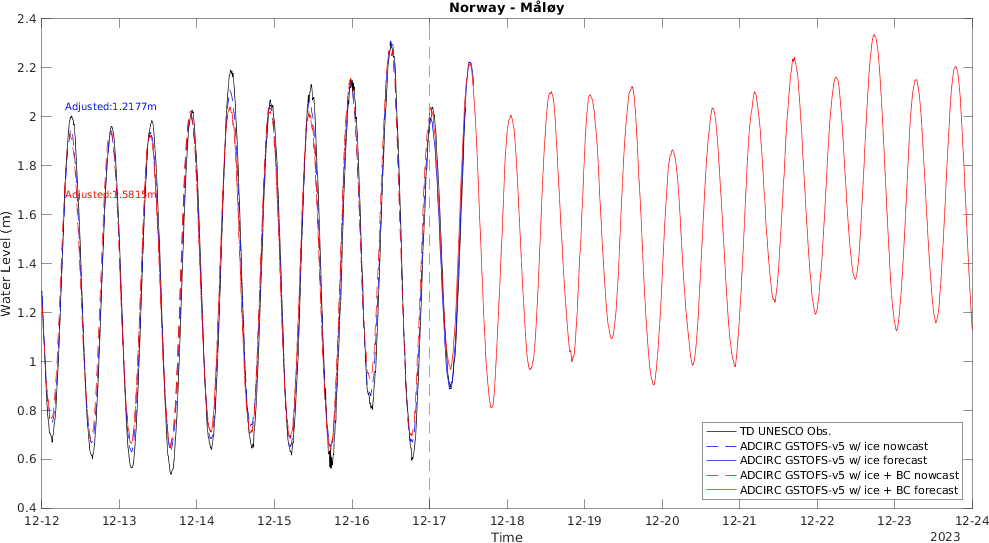 Norway - Måløy
2.4
2.2
2
1.8
1.6
1.4
1.2
1
0.8
0.6
0.4
Water Level (m)
Adjusted:1.2177m
Adjusted:1.5815m
TD UNESCO Obs.
ADCIRC GSTOFS-v5 w/ ice nowcast
ADCIRC GSTOFS-v5 w/ ice forecast
ADCIRC GSTOFS-v5 w/ ice + BC nowcast
ADCIRC GSTOFS-v5 w/ ice + BC forecast
12-12 12-13 12-14 12-15 12-16 12-17 12-18 12-19 12-20 12-21 12-22 12-23 12-24
Time
2023